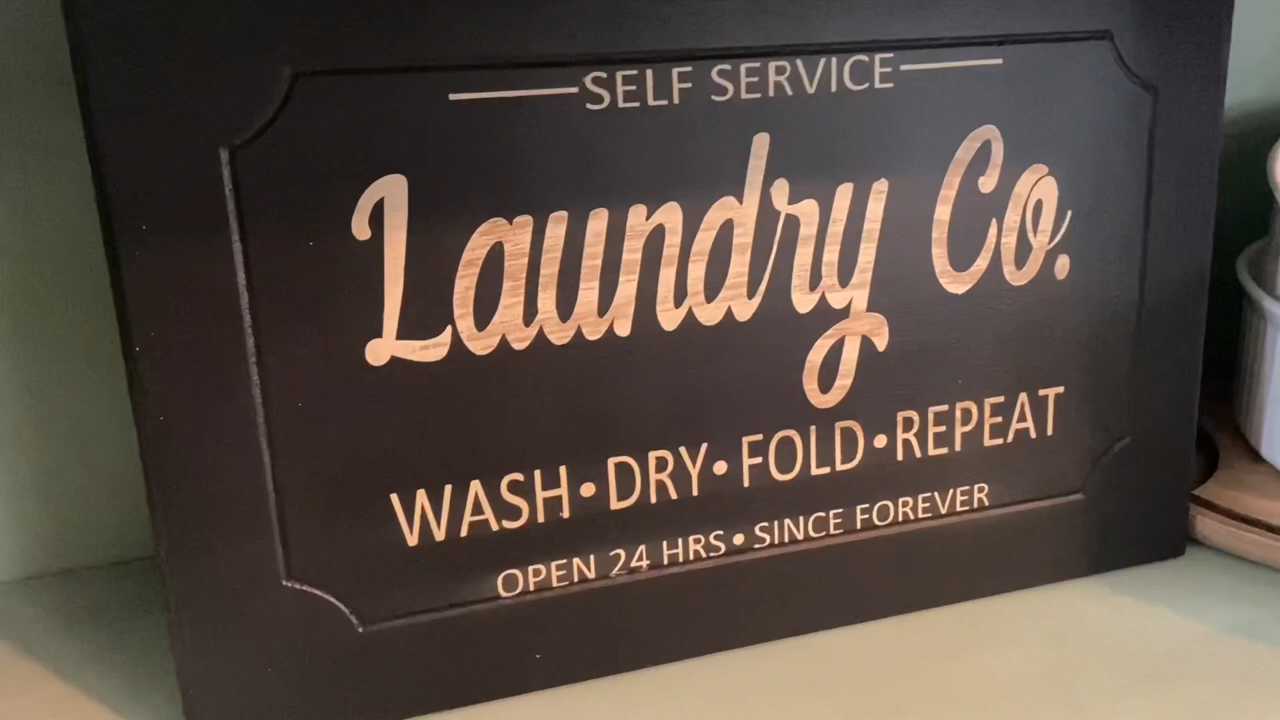 SELF SERVICE
Laundry Co.
WASH•DRY•FOLD•REPEAT
OPEN 24 HRS•SINCE FOREVER